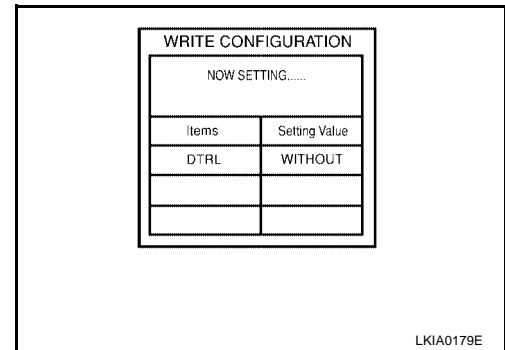 WRITE CONFIGURATION
NOW SETTING......
Items Setting Value
DTRL WITHOUT
LKIA0179E